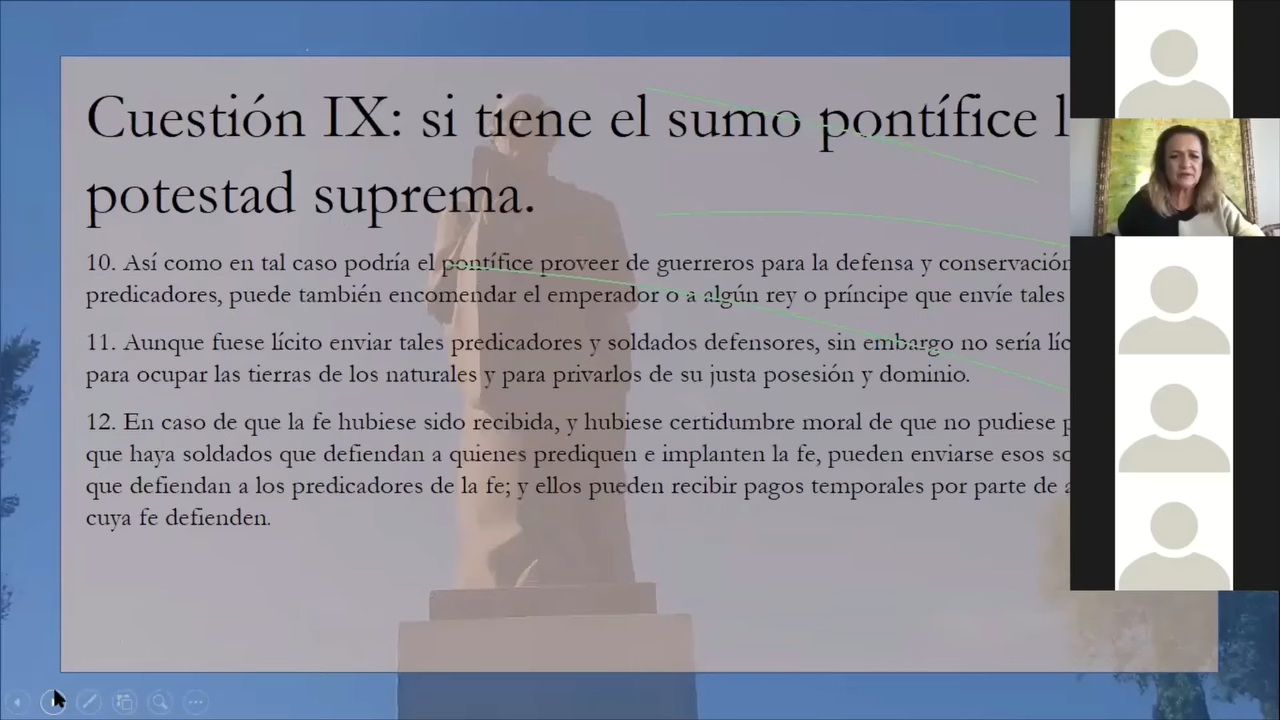 Cuestión IX: si tiene el sumo pontífice
potestad suprema.
10. Así como en tal caso podría el pontífice proveer de guerreros para la defensa y conservación
predicadores, puede también encomendar el emperador o a algún rey o príncipe que envíe tales
11. Aunque fuese lícito enviar tales predicadores y soldados defensores, sin embargo no sería
para ocupar las tierras de los naturales y para privarlos de su justa posesión y dominio.
12. En caso de que la fe hubiese sido recibida, y hubiese certidumbre moral de que no pudiese
que haya soldados que defiendan a quienes prediquen e implanten la fe, pueden enviarse esos
que defiendan a los predicadores de la fe; y ellos pueden recibir pagos temporales por parte de
cuya fe defienden.